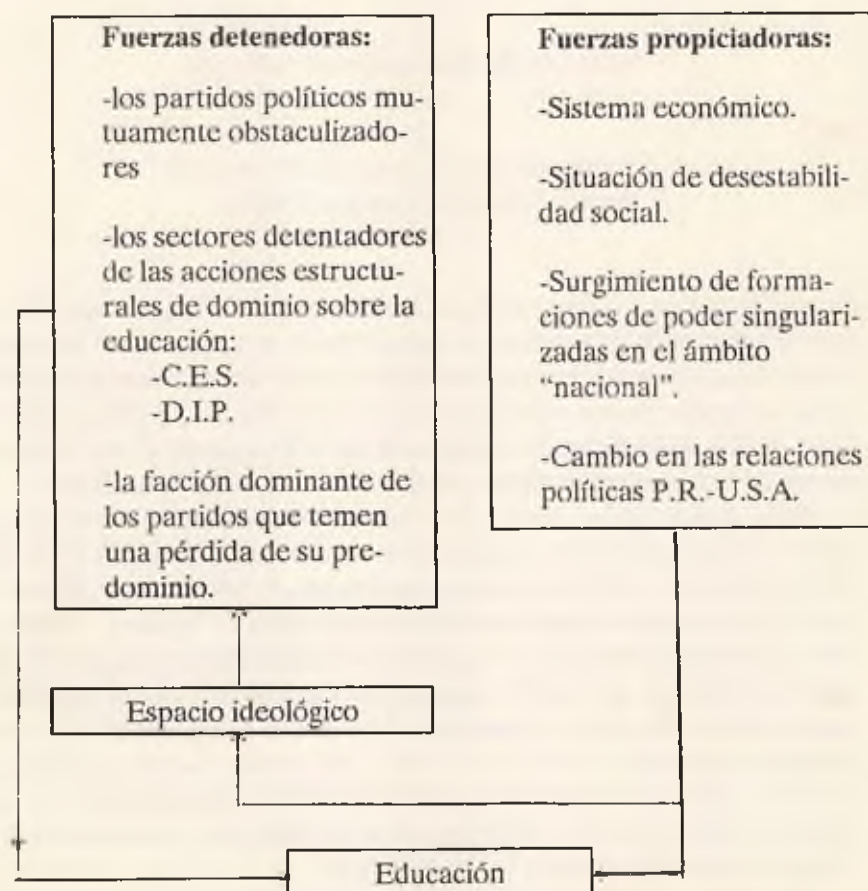 Fuerzas detenedoras:
-los partidos políticos mu-
tuamente obstaculizado-
res
-los sectores detentadores
de las acciones estructu-
rales de dominio sobre la
educación:
-C.E.S.
-D.I.P.
-la facción dominante de
los partidos que temen
una pérdida de su pre-
dominio.
Fuerzas propiciadoras:
-Sistema económico.
-Situación de desestabili-
dad social.
-Surgimiento de forma-
ciones de poder singulari-
zadas en el ámbito
“nacional”.
-Cambio en las relaciones
políticas P.R.-U.S.A.
Espacio ideológico
Educación